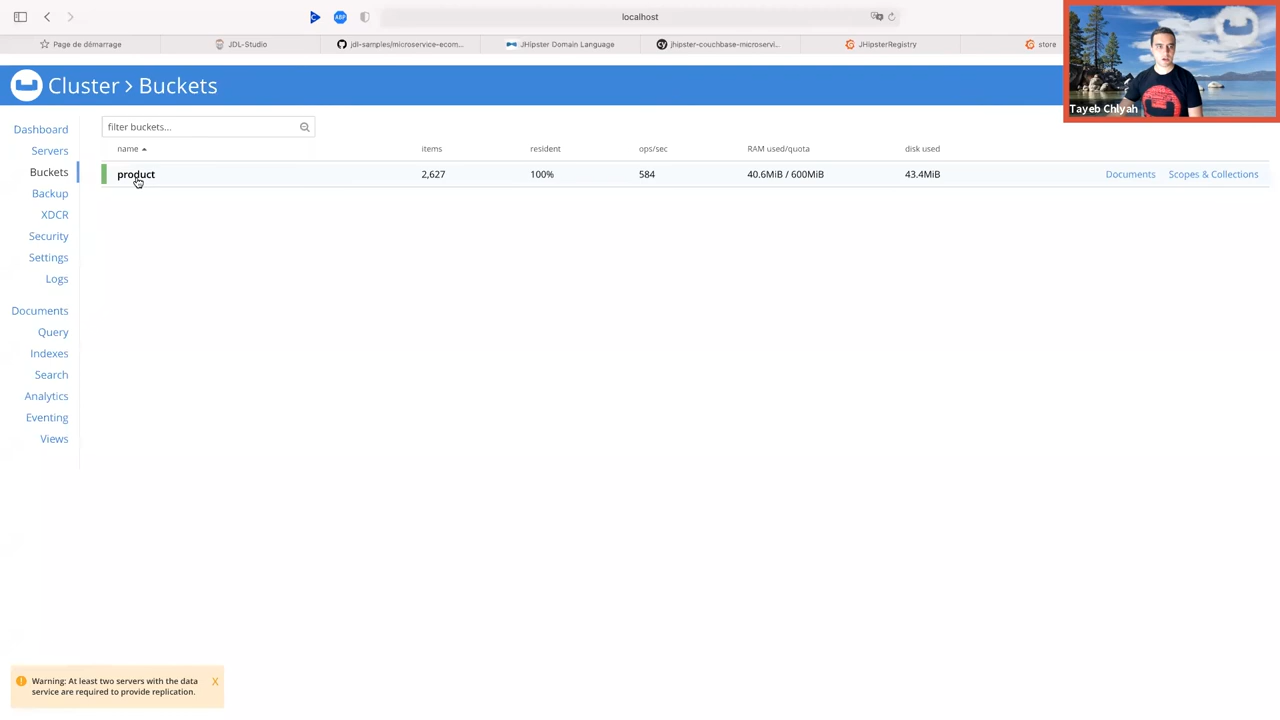 localhost
Page de démarrage
JDL-Studio
jdl-samples/microservice-ecom...
JHipster Domain Language
jhipster-couchbase-microservi...
JHipsterRegistry
store
ABP
Tayeb Chlyah
Cluster > Buckets
Dashboard
Servers
Buckets
Backup
XDCR
Security
Settings
Logs
Documents
Query
Indexes
Search
Analytics
Eventing
Views
filter buckets...
name items resident ops/sec RAM used/quota disk used
product 2,627 100% 584 40.6MiB / 600MiB 43.4MiB Documents Scopes & Collections
Warning: At least two servers with the data
service are required to provide replication.
X